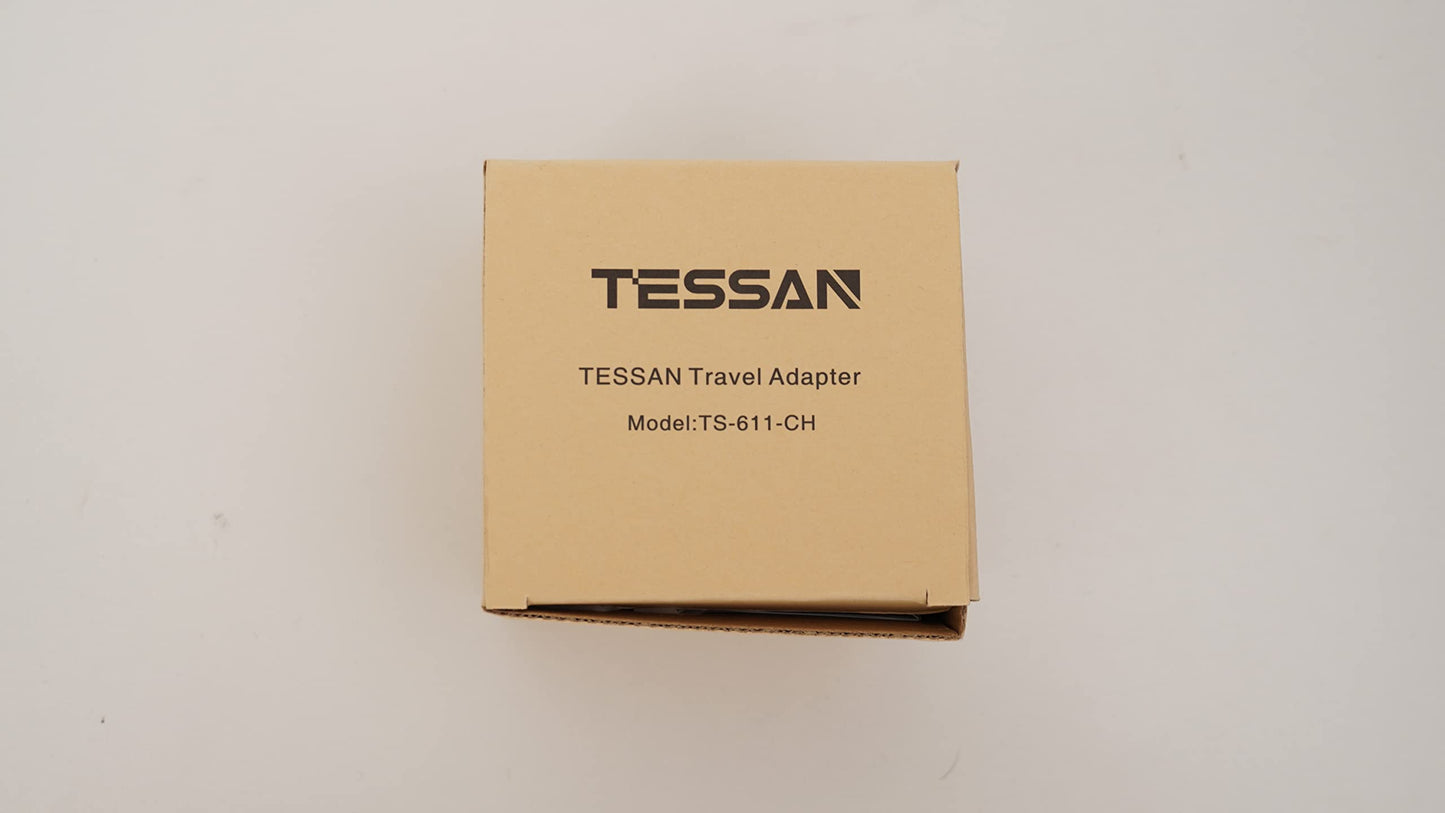 TESSAN
TESSAN Travel Adapter
Model:TS-611-CH